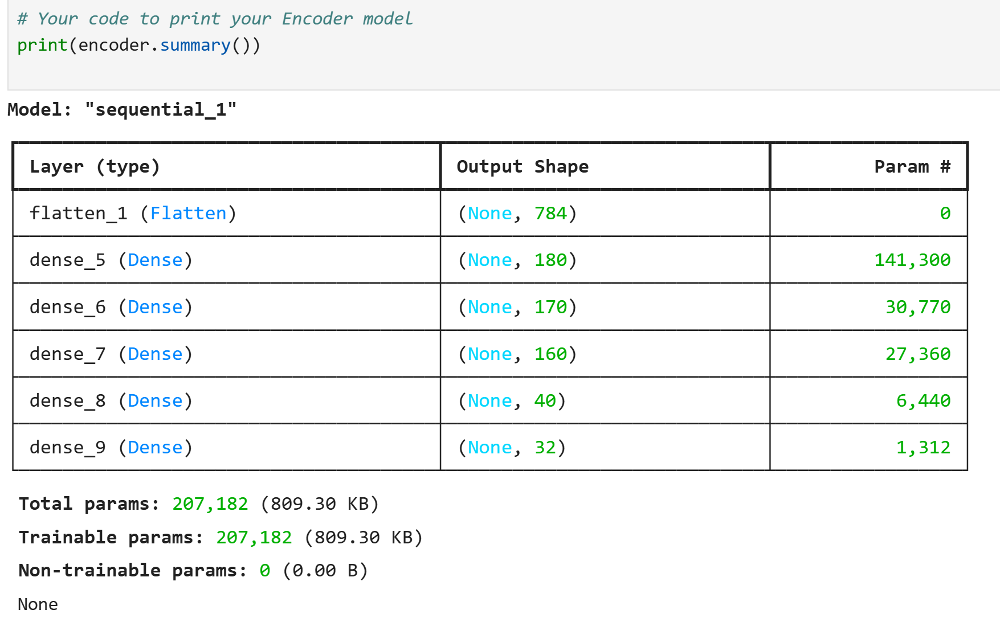 # Your code to print your Encoder model
print(encoder.summary())
Model: "sequential_1"
Layer (type) Output Shape Param #
flatten_1 (Flatten) (None, 784) 0
dense_5 (Dense) (None, 180) 141,300
dense_6 (Dense) (None, 170) 30,770
dense_7 (Dense) (None, 160) 27,360
dense_8 (Dense) (None, 40) 6,440
dense_9 (Dense) (None, 32) 1,312
Total params: 207,182 (809.30 KB)
Trainable params: 207,182 (809.30 KB)
Non-trainable params: 0 (0.00 B)
None